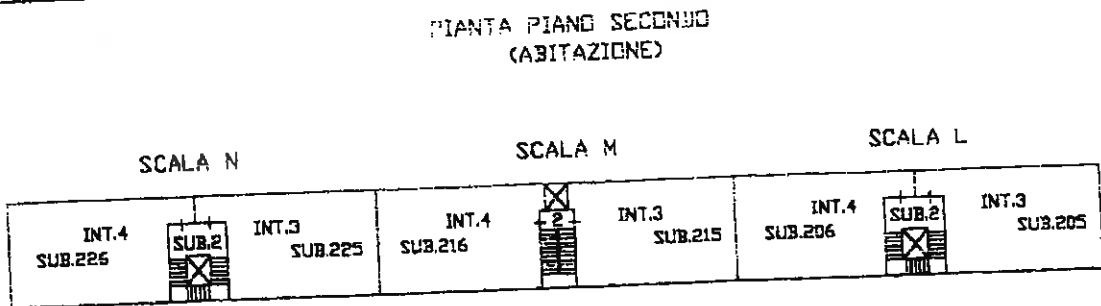 PIANTA PIANO SECONDO
(ABITAZIONE)
SCALA N
SCALA M
SCALA L
INT.4
SUB.226
SUB.2
INT.3
SUB.225
INT.4
SUB.216
2
INT.3
SUB.215
INT.4
SUB.206
SUB.2
INT.3
SUB.205